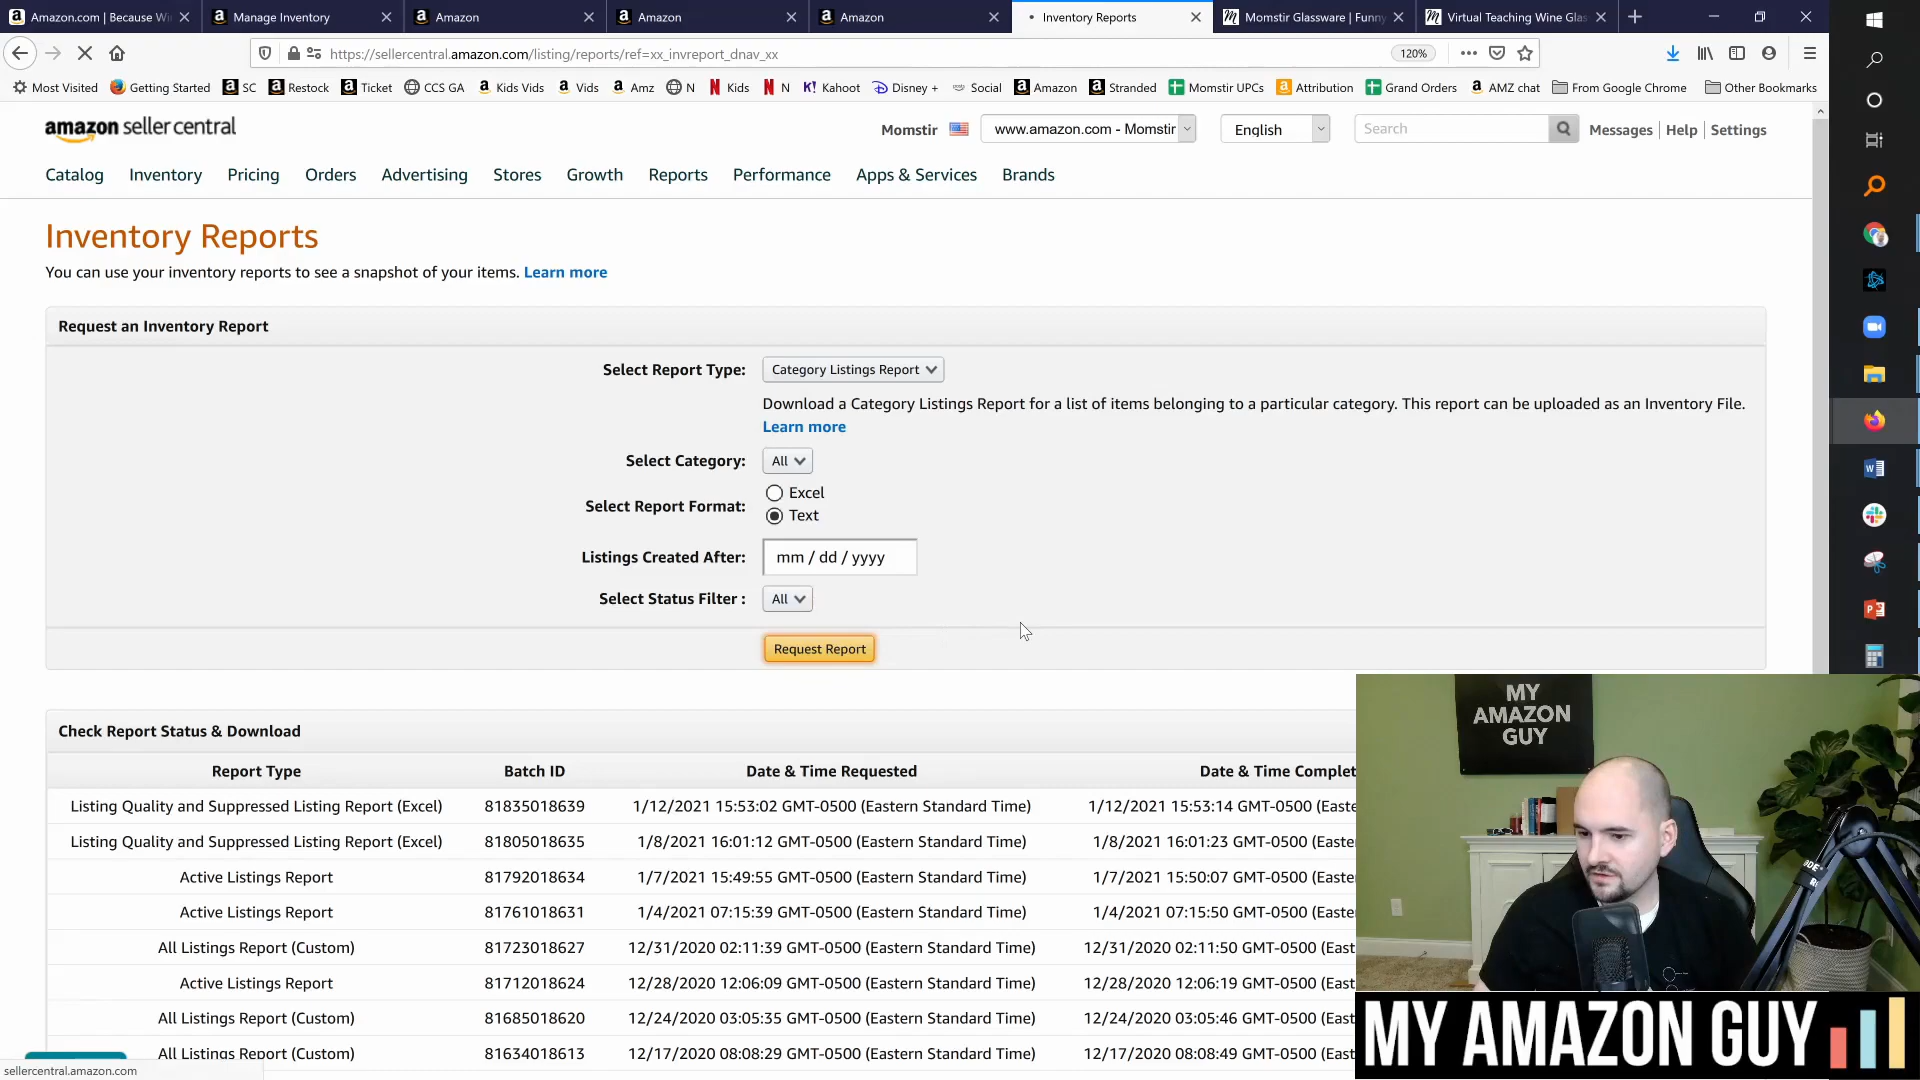 Amazon.com | Because Wi
Manage Inventory
Amazon
Amazon
Amazon
Inventory Reports
Momstir Glassware | Funny
Virtual Teaching Wine Glas
https://sellercentral.amazon.com/listing/reports/ref=xx_invreport_dnav_xx
120%
Most Visited Getting Started SC Restock Ticket CCS GA Kids Vids Vids Amz N Kids N Kahoot Disney + Social Amazon Stranded Momstir UPCs Attribution Grand Orders AMZ chat From Google Chrome Other Bookmarks
amazon seller central
Momstir www.amazon.com - Momstir English Search Messages | Help | Settings
Catalog Inventory Pricing Orders Advertising Stores Growth Reports Performance Apps & Services Brands
Inventory Reports
You can use your inventory reports to see a snapshot of your items. Learn more
Request an Inventory Report
Select Report Type: Category Listings Report
Download a Category Listings Report for a list of items belonging to a particular category. This report can be uploaded as an Inventory File.
Learn more
Select Category: All
Select Report Format: Excel
Text
Listings Created After: mm / dd / yyyy
Select Status Filter : All
Request Report
Check Report Status & Download
Report Type Batch ID Date & Time Requested Date & Time Complet
Listing Quality and Suppressed Listing Report (Excel) 81835018639 1/12/2021 15:53:02 GMT-0500 (Eastern Standard Time) 1/12/2021 15:53:14 GMT-0500 (Easte
Listing Quality and Suppressed Listing Report (Excel) 81805018635 1/8/2021 16:01:12 GMT-0500 (Eastern Standard Time) 1/8/2021 16:01:23 GMT-0500 (Easte
Active Listings Report 81792018634 1/7/2021 15:49:55 GMT-0500 (Eastern Standard Time) 1/7/2021 15:50:07 GMT-0500 (Easte
Active Listings Report 81761018631 1/4/2021 07:15:39 GMT-0500 (Eastern Standard Time) 1/4/2021 07:15:50 GMT-0500 (Easte
All Listings Report (Custom) 81723018627 12/31/2020 02:11:39 GMT-0500 (Eastern Standard Time) 12/31/2020 02:11:50 GMT-0500 (East
Active Listings Report 81712018624 12/28/2020 12:06:09 GMT-0500 (Eastern Standard Time) 12/28/2020 12:06:19 GMT-0500 (East
All Listings Report (Custom) 81685018620 12/24/2020 03:05:35 GMT-0500 (Eastern Standard Time) 12/24/2020 03:05:46 GMT-0500 (East
All Listings Report (Custom) 81634018613 12/17/2020 08:08:29 GMT-0500 (Eastern Standard Time) 12/17/2020 08:08:49 GMT-0500 (East
sellercentral.amazon.com
MY
AMAZON
GUY
MY AMAZON GUY